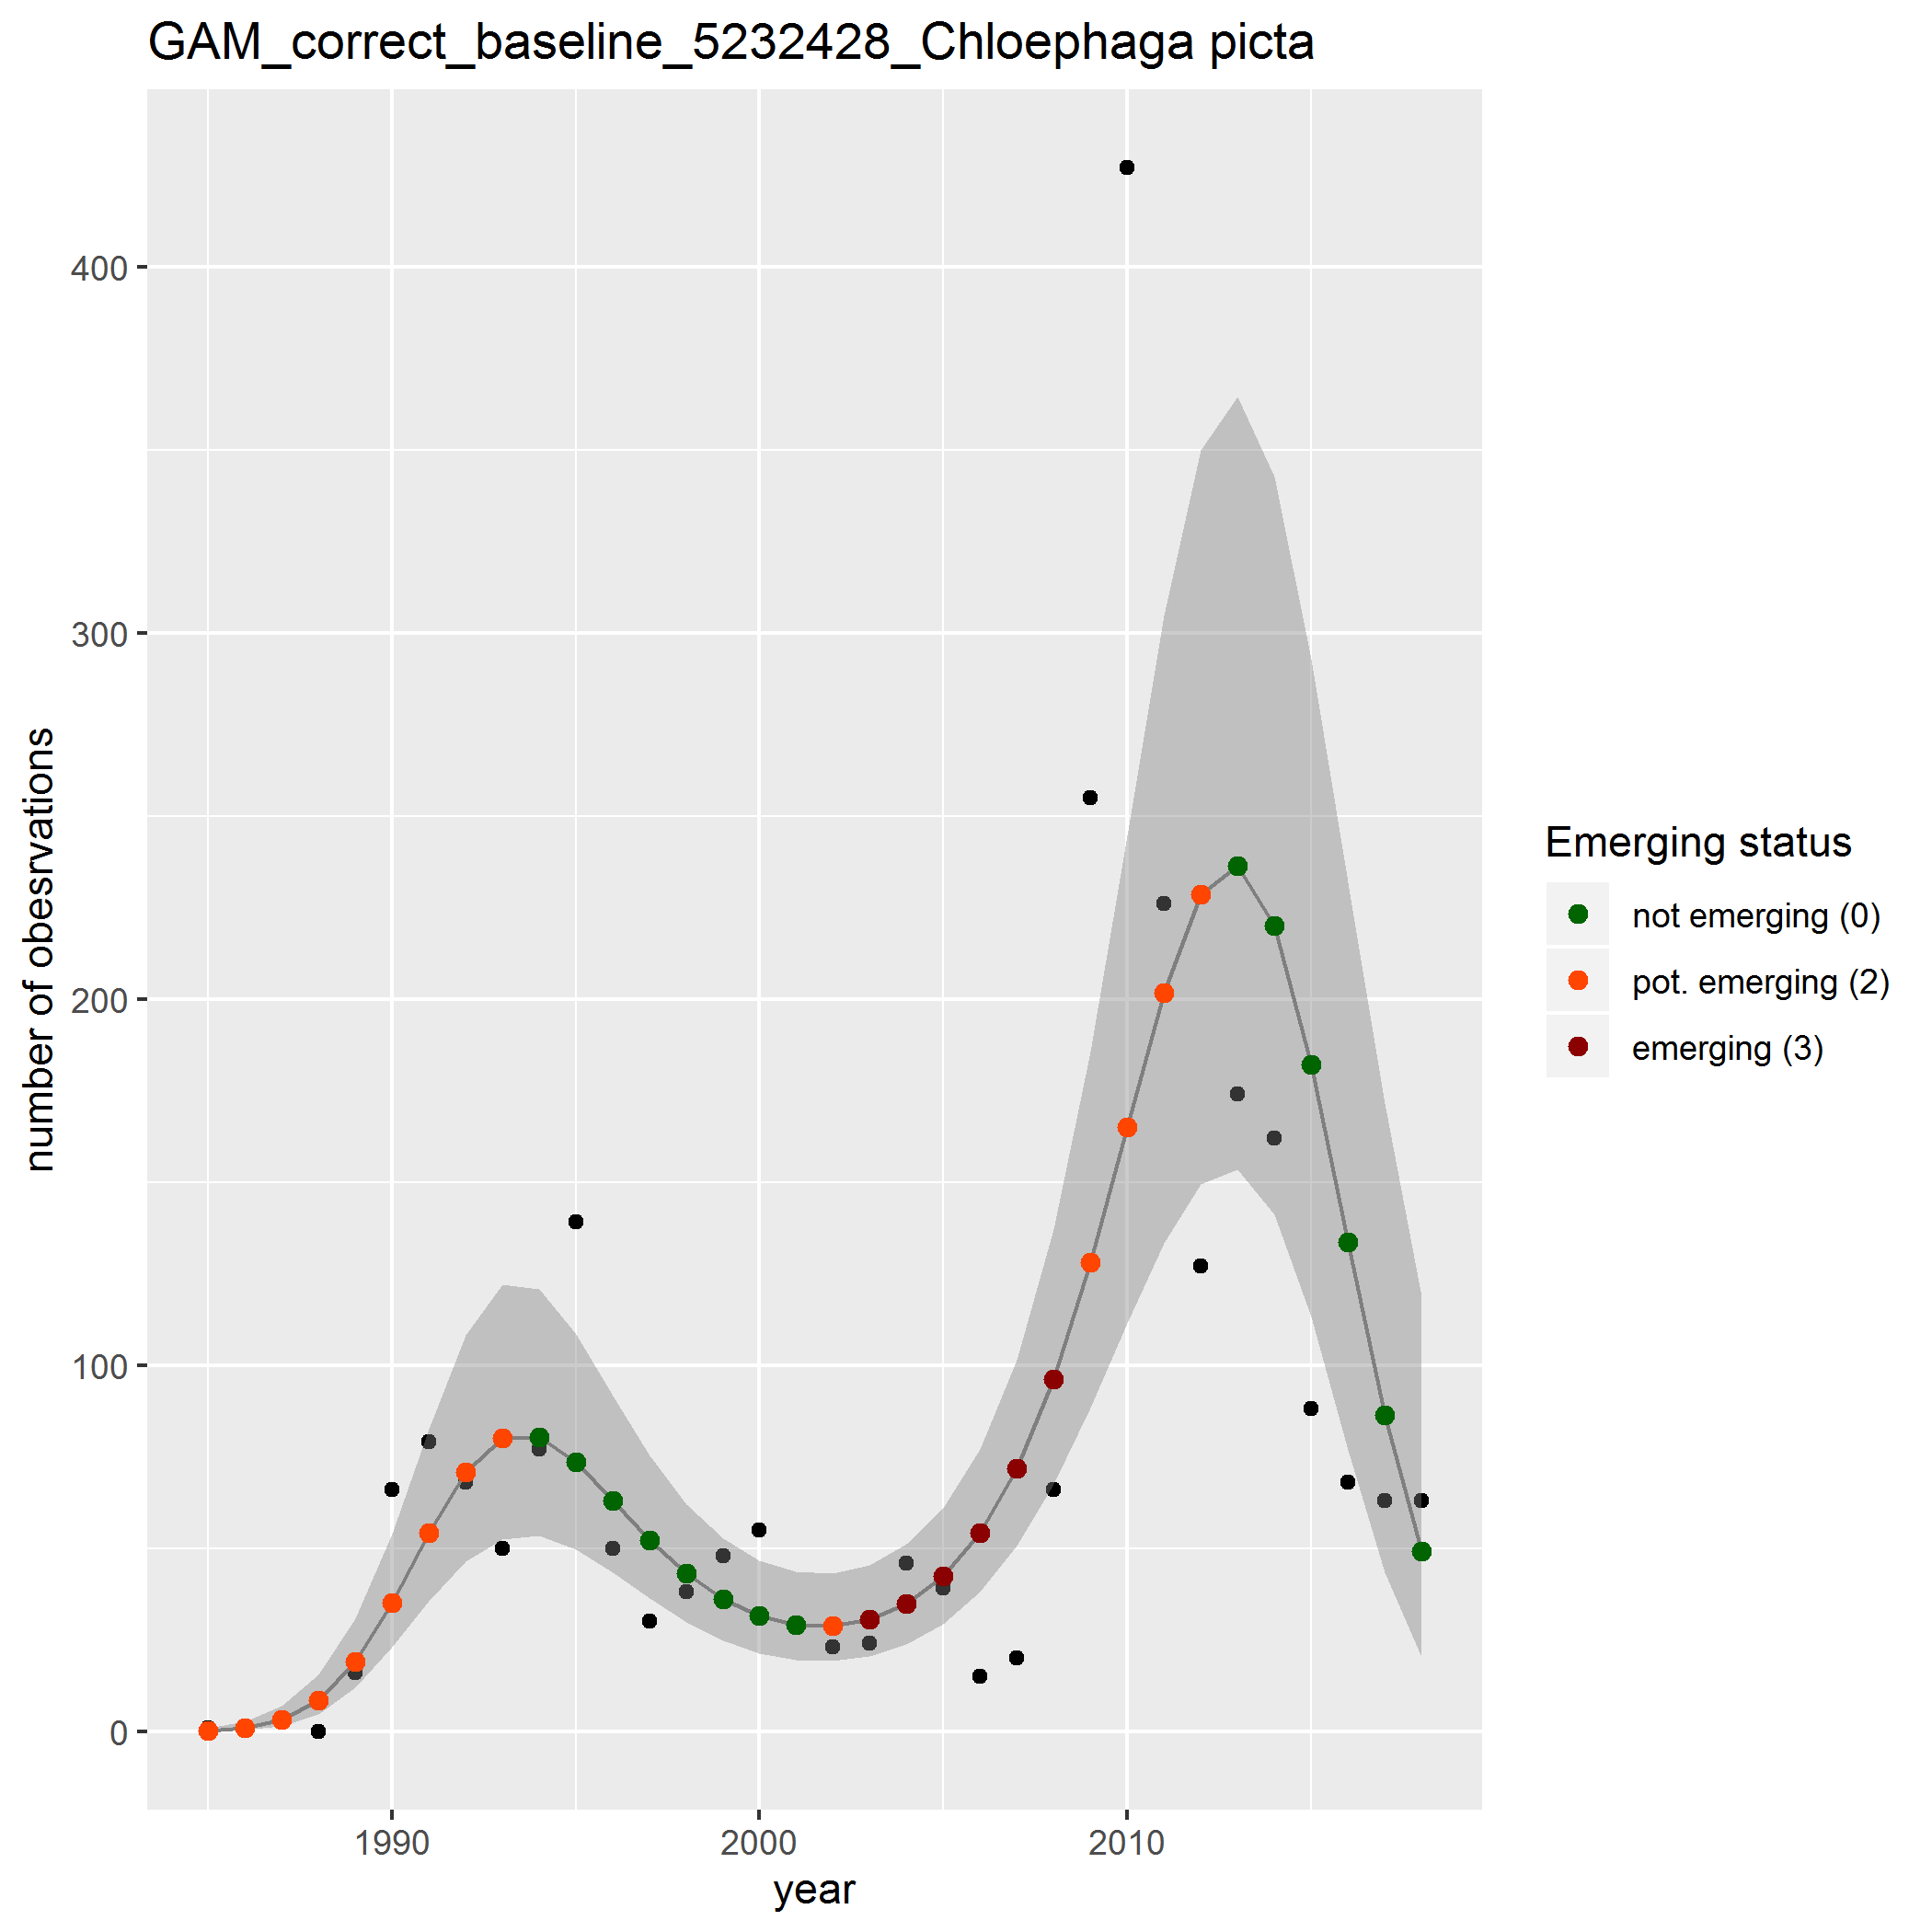 GAM_correct_baseline_5232428_Chloephaga picta
number of obesrvations
400
300
200
100
0
1990
2000
2010
year
Emerging status
not emerging (0)
pot. emerging (2)
emerging (3)